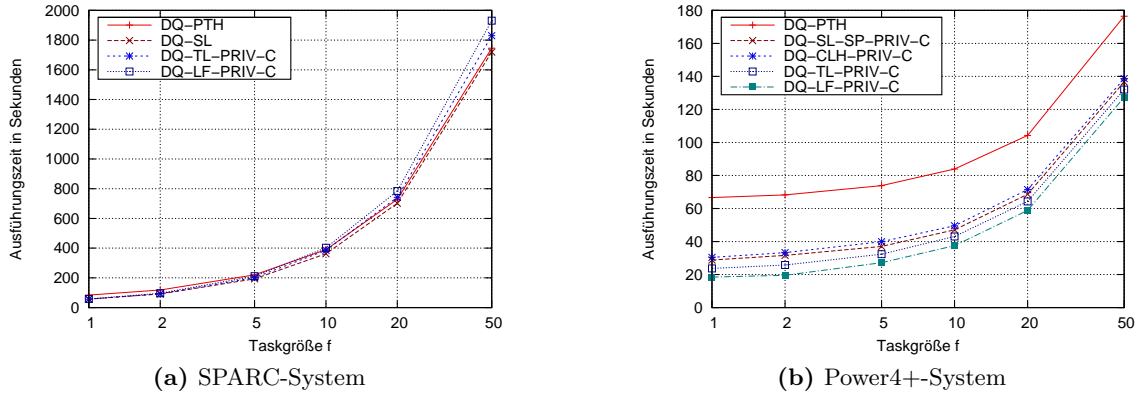 Ausführungszeit in Sekunden
2000
1800
1600
1400
1200
1000
800
600
400
200
0
DQ-PTH
DQ-SL
DQ-TL-PRIV-C
DQ-LF-PRIV-C
1 2 5 10 20 50
Taskgröße f
(a) SPARC-System
Ausführungszeit in Sekunden
180
160
140
120
100
80
60
40
20
0
DQ-PTH
DQ-SL-SP-PRIV-C
DQ-CLH-PRIV-C
DQ-TL-PRIV-C
DQ-LF-PRIV-C
1 2 5 10 20 50
Taskgröße f
(b) Power4+-System